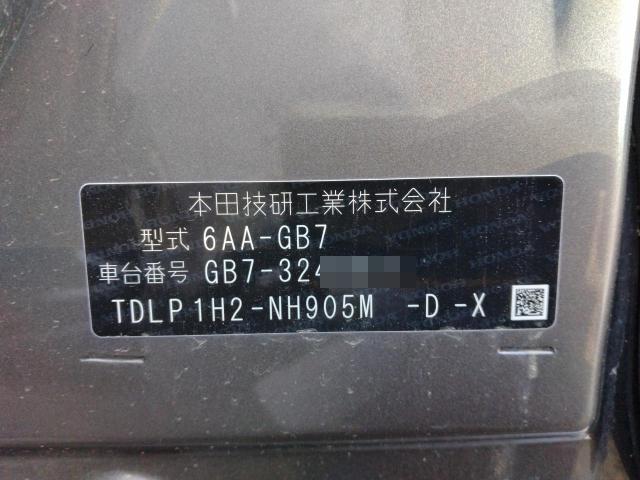 本田技研工業株式会社
型式 6AA-GB7
車台番号 GB7-324
TDLP1H2-NH905M -D -X